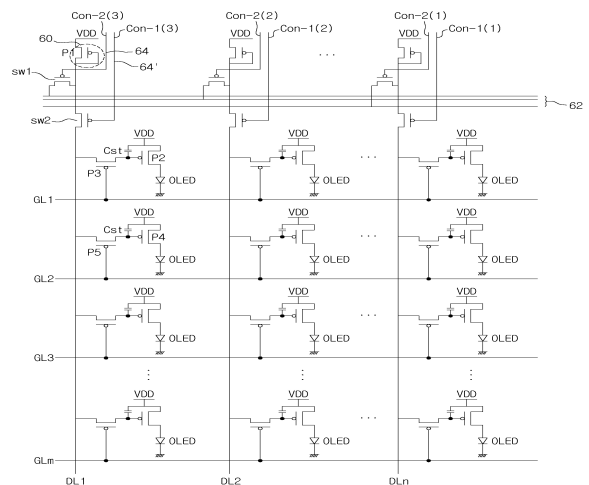 Con-2(3) Con-2(2) Con-2(1)
60 VDD Con-1(3) VDD Con-1(2) VDD Con-1(1)
P1 64 ...
sw1 64'
62
sw2
VDD VDD VDD
Cst P2 ...
P3 OLED OLED OLED
GL1
VDD VDD VDD
Cst P4 ...
P5 OLED OLED OLED
GL2
VDD VDD VDD
...
OLED OLED OLED
GL3
VDD VDD VDD
...
OLED OLED OLED
GLm
DL1 DL2 DLn